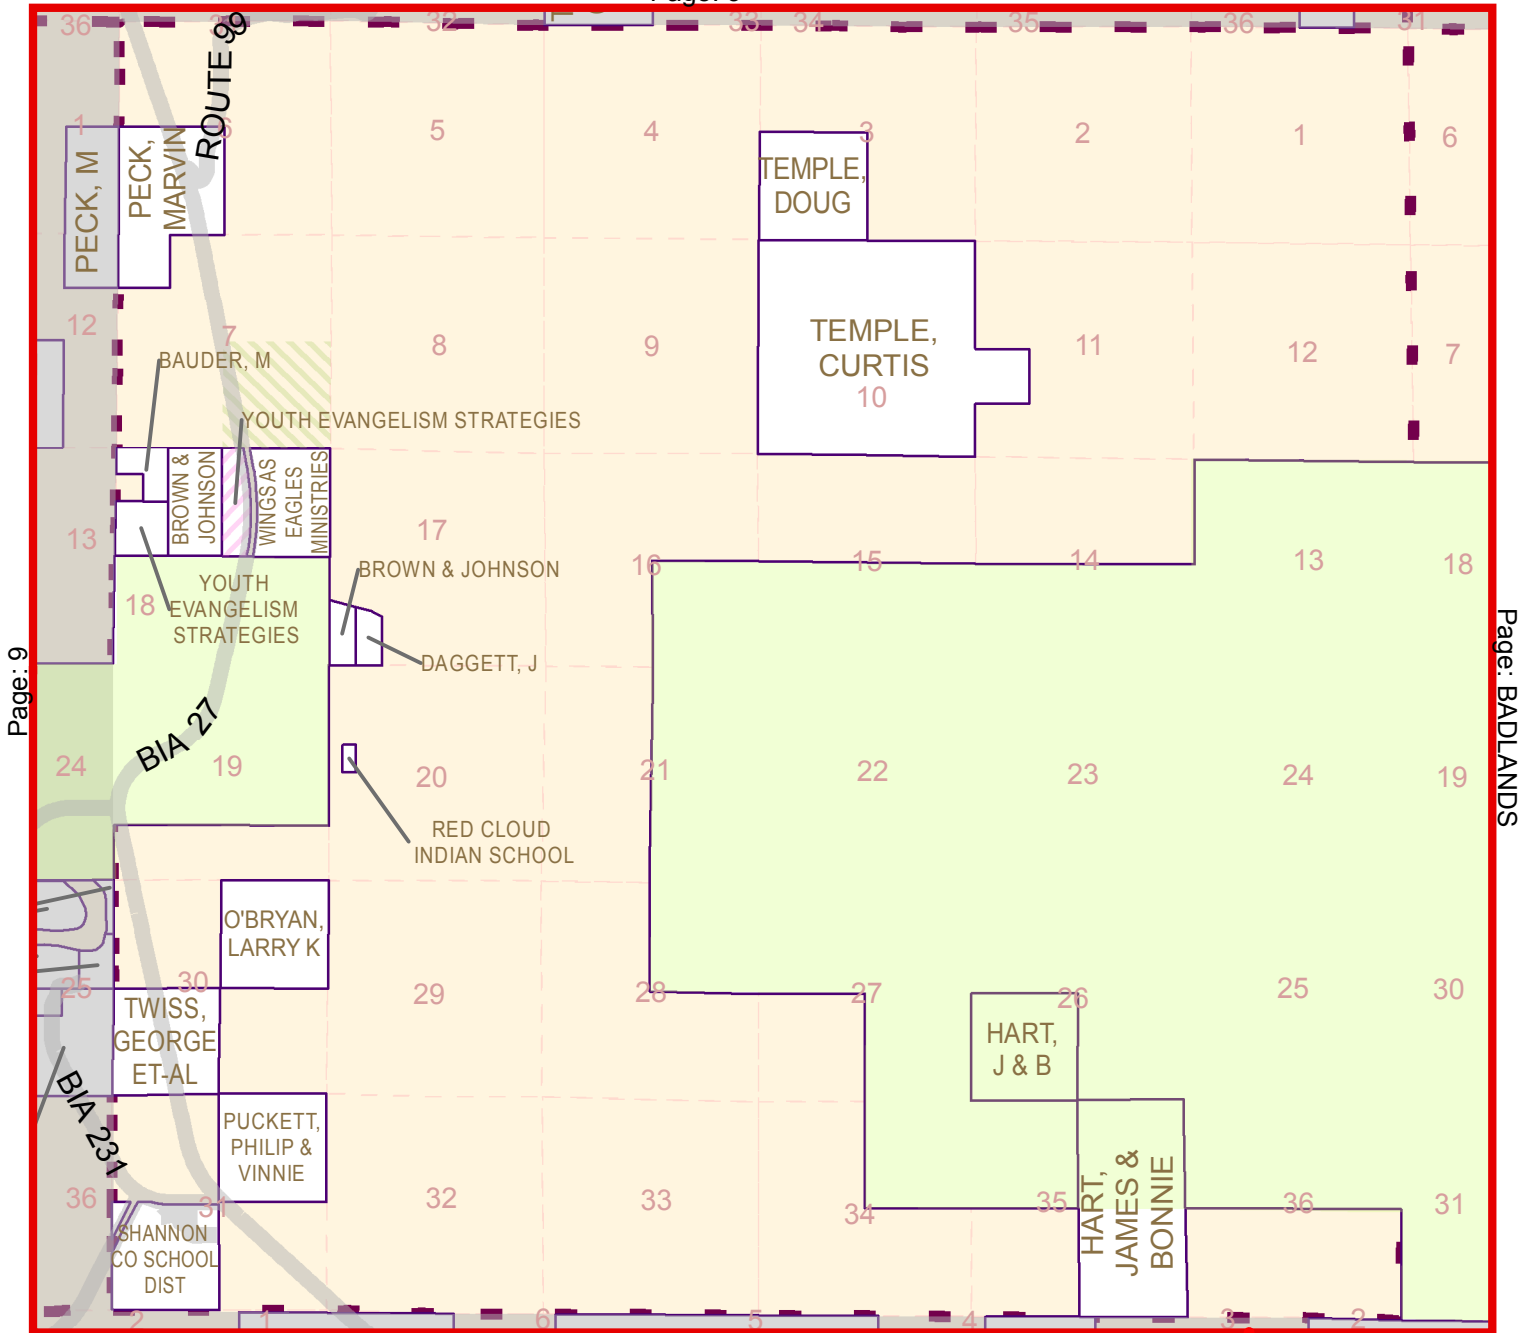 36
32
33
34
35
36
31
ROUTE 99
1
6
5
4
3
2
1
6
PECK, M
PECK,
MARVIN
TEMPLE,
DOUG
12
7
8
9
TEMPLE,
CURTIS
10
11
12
7
BAUDER, M
YOUTH EVANGELISM STRATEGIES
BROWN &
JOHNSON
WINGS AS
EAGLES
MINISTRIES
13
17
16
15
14
13
18
BROWN & JOHNSON
18
YOUTH
EVANGELISM
STRATEGIES
DAGGETT, J
Page: 9
Page: BADLANDS
BIA 27
24
19
20
21
22
23
24
19
RED CLOUD
INDIAN SCHOOL
O'BRYAN,
LARRY K
25
30
29
28
27
26
25
30
TWISS,
GEORGE
ET-AL
HART,
J & B
BIA 231
PUCKETT,
PHILIP &
VINNIE
HART,
JAMES &
BONNIE
36
31
32
33
34
35
36
31
SHANNON
CO SCHOOL
DIST
2
1
6
5
4
3
2